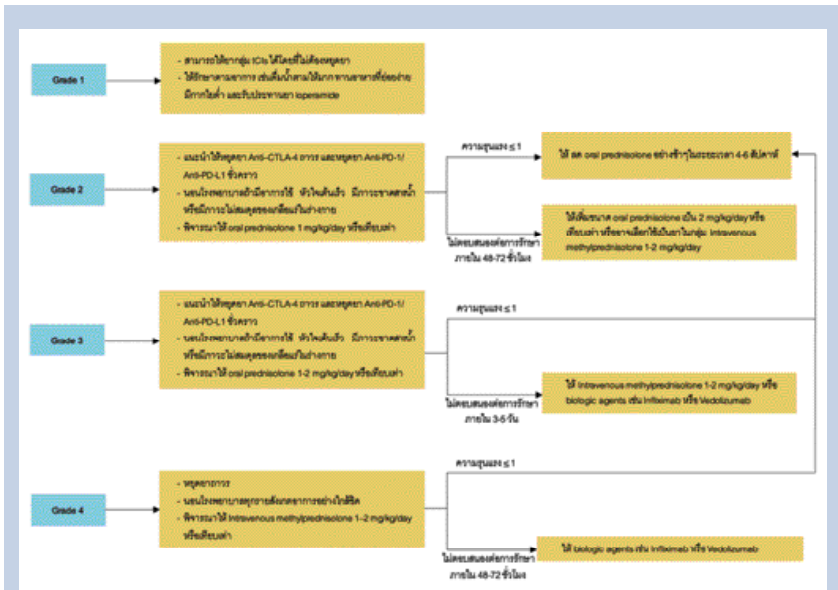 Grade 1
- สามารถให้ยากลุ่ม ICIs ได้โดยที่ไม่ต้องหยุดยา
- ให้รักษาตามอาการ เช่นดื่มน้ำตามให้มาก ทานอาหารที่ย่อยง่าย
มีกากใยต่ำ และรับประทานยา loperamide
Grade 2
- แนะนำให้หยุดยา Anti-CTLA-4 ถาวร และหยุดยา Anti-PD-1/
Anti-PD-L1 ชั่วคราว
- นอนโรงพยาบาลถ้ามีอาการไข้ หัวใจเต้นเร็ว มีภาวะขาดสารน้ำ
หรือมีภาวะไม่สมดุลของเกลือแร่ในร่างกาย
- พิจารณาให้ oral prednisolone 1 mg/kg/day หรือเทียบเท่า
ความรุนแรง ≤ 1
ให้ ลด oral prednisolone อย่างช้าๆในระยะเวลา 4-6 สัปดาห์
ไม่ตอบสนองต่อการรักษา
ภายใน 48-72 ชั่วโมง
ให้เพิ่มขนาด oral prednisolone เป็น 2 mg/kg/day หรือ
เทียบเท่า หรืออาจเลือกใช้เป็นยาในกลุ่ม Intravenous
methylprednisolone 1-2 mg/kg/day
Grade 3
- แนะนำให้หยุดยา Anti-CTLA-4 ถาวร และหยุดยา Anti-PD-1/
Anti-PD-L1 ชั่วคราว
- นอนโรงพยาบาลถ้ามีอาการไข้ หัวใจเต้นเร็ว มีภาวะขาดสารน้ำ
หรือมีภาวะไม่สมดุลของเกลือแร่ในร่างกาย
- พิจารณาให้ oral prednisolone 1-2 mg/kg/day หรือเทียบเท่า
ความรุนแรง ≤ 1
ไม่ตอบสนองต่อการรักษา
ภายใน 3-5 วัน
ให้ Intravenous methylprednisolone 1-2 mg/kg/day หรือ
biologic agents เช่น Infliximab หรือ Vedolizumab
Grade 4
- หยุดยาถาวร
- นอนโรงพยาบาลทุกรายสังเกตอาการอย่างใกล้ชิด
- พิจารณาให้ Intravenous methylprednisolone 1-2 mg/kg/day
หรือเทียบเท่า
ความรุนแรง ≤ 1
ไม่ตอบสนองต่อการรักษา
ภายใน 48-72 ชั่วโมง
ให้ biologic agents เช่น Infliximab หรือ Vedolizumab